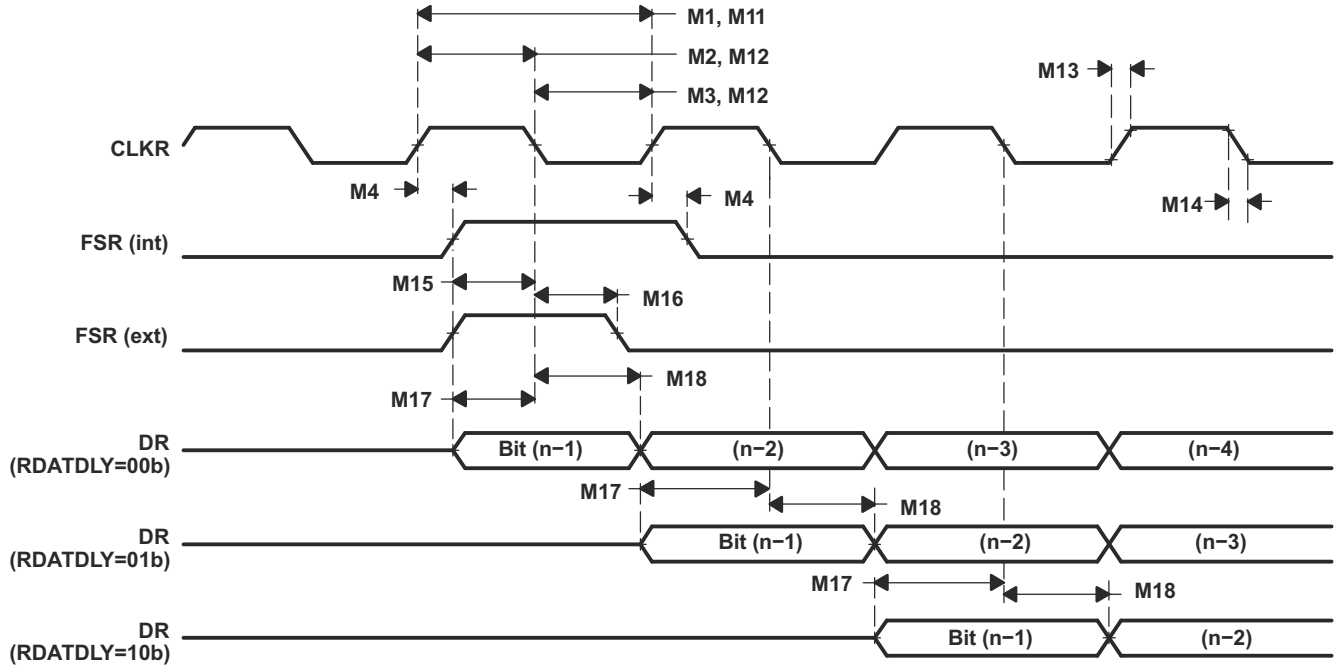 M1, M11
M2, M12
M13
M3, M12
CLKR
M4
M4
M14
FSR (int)
M15
M16
FSR (ext)
M18
M17
DR
(RDATDLY=00b)
Bit (n−1)
(n−2)
(n−3)
(n−4)
M17
M18
DR
(RDATDLY=01b)
Bit (n−1)
(n−2)
(n−3)
M17
M18
DR
(RDATDLY=10b)
Bit (n−1)
(n−2)